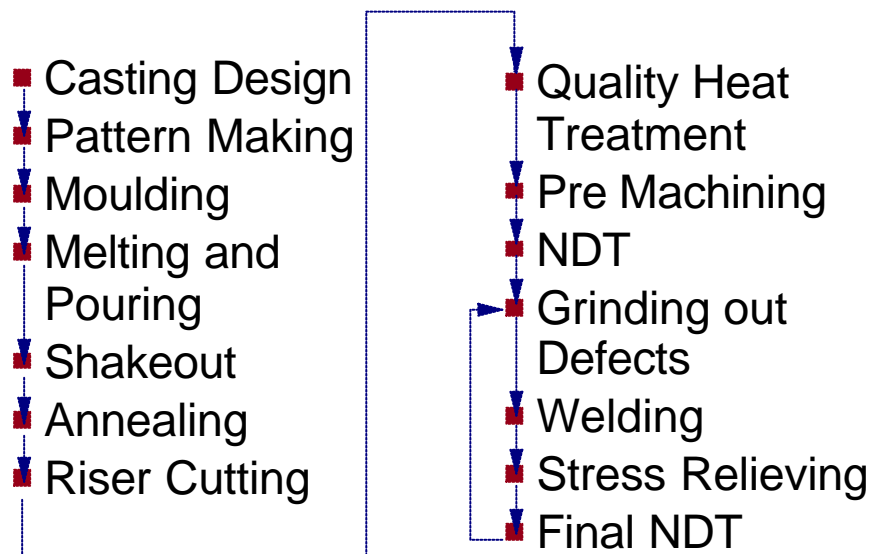 Casting Design
Pattern Making
Moulding
Melting and
Pouring
Shakeout
Annealing
Riser Cutting
Quality Heat
Treatment
Pre Machining
NDT
Grinding out
Defects
Welding
Stress Relieving
Final NDT